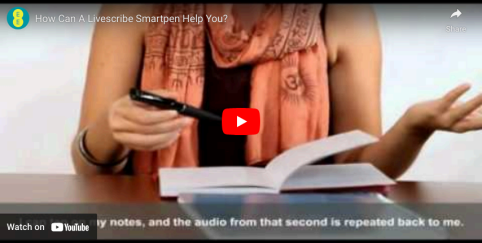 How Can A Livescribe Smartpen Help You?
Share
my notes, and the audio from that second is repeated back to me.
Watch on YouTube